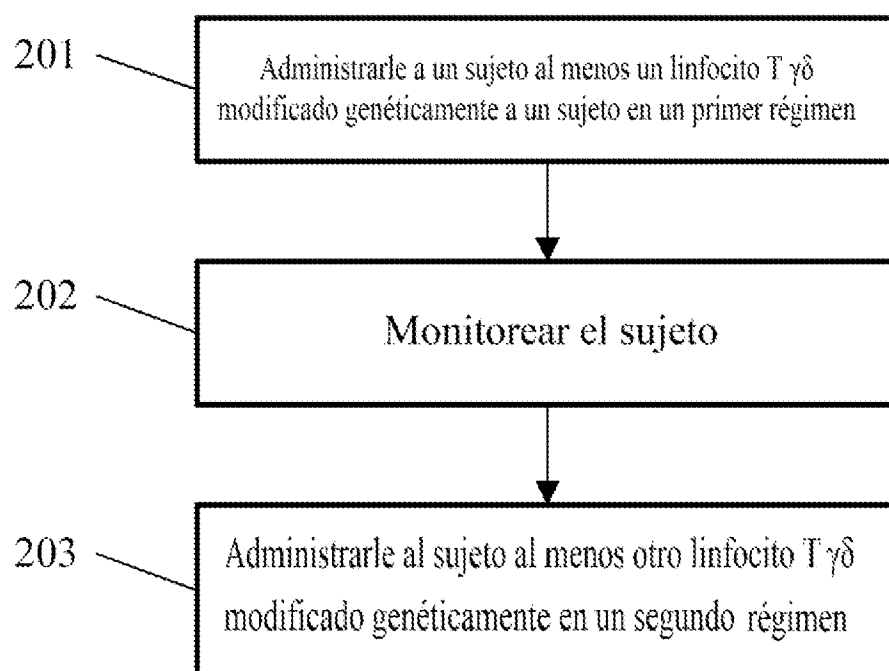 201
Administrarle a un sujeto al menos un linfocito T γδ
modificado genéticamente a un sujeto en un primer régimen
202
Monitorear el sujeto
203
Administrarle al sujeto al menos otro linfocito T γδ
modificado genéticamente en un segundo régimen